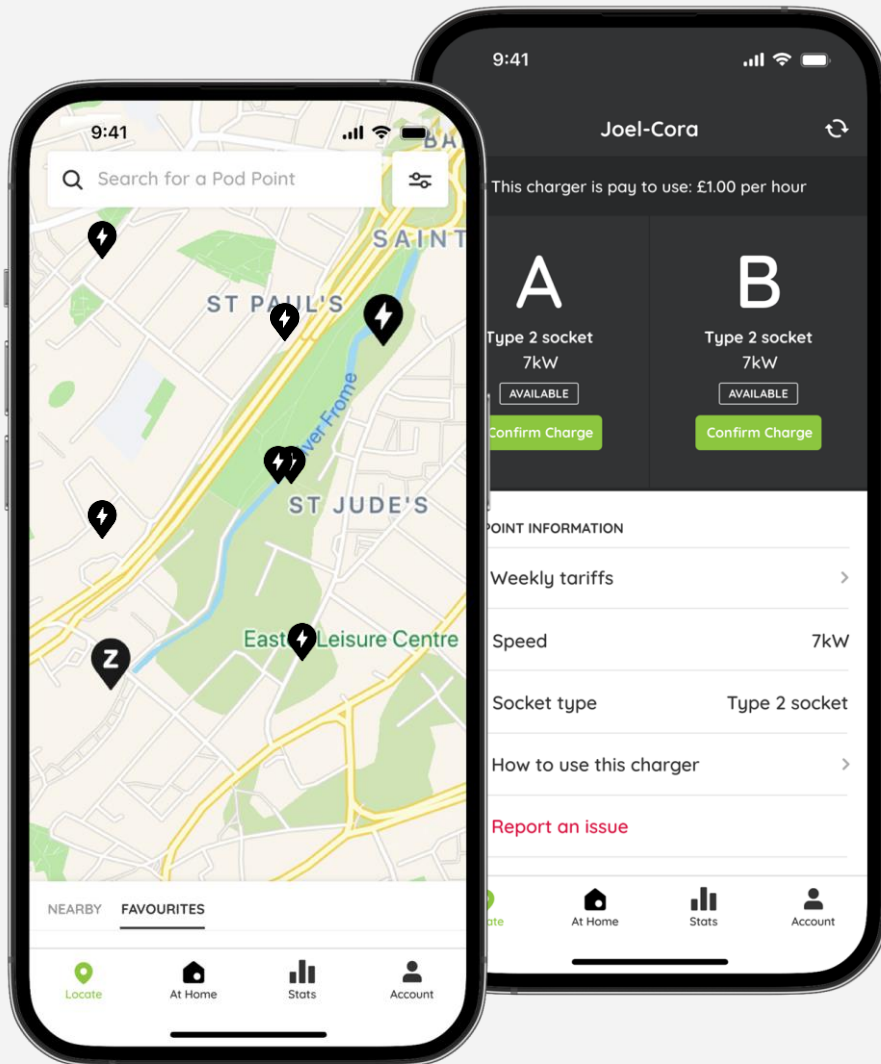 9:41
Search for a Pod Point
BA
SAINT
ST PAUL'S
River Frome
ST JUDE'S
Leisure Centre
Z
NEARBY FAVOURITES
Locate At Home Stats Account
9:41
Joel-Cora
This charger is pay to use: £1.00 per hour
A B
Type 2 socket Type 2 socket
7kW 7kW
AVAILABLE AVAILABLE
Confirm Charge Confirm Charge
POINT INFORMATION
Weekly tariffs
Speed 7kW
Socket type Type 2 socket
How to use this charger
Report an issue
At Home Stats Account